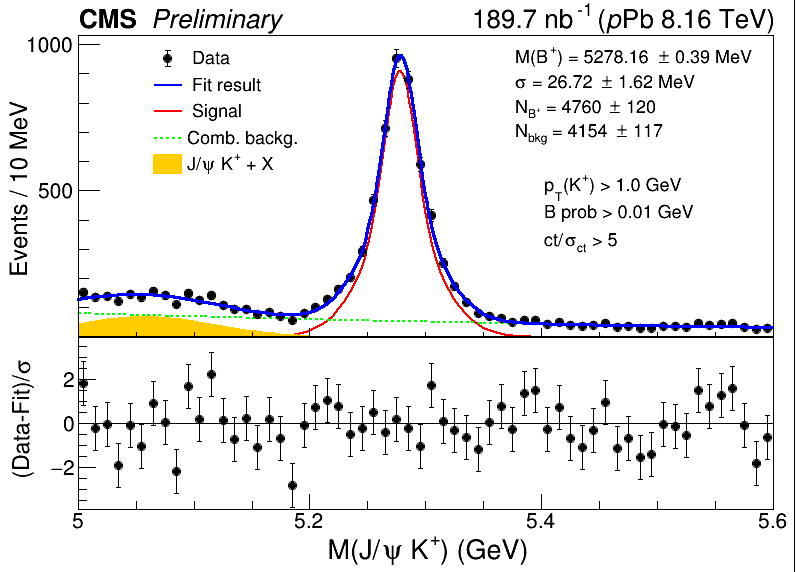 CMS Preliminary 189.7 nb⁻¹ (pPb 8.16 TeV)
1000
500
Events / 10 MeV
Data
Fit result
Signal
Comb. backg.
J/ψ K⁺ + X
M(B⁺) = 5278.16 ± 0.39 MeV
σ = 26.72 ± 1.62 MeV
N_B⁺ = 4760 ± 120
N_bkg = 4154 ± 117
p_T(K⁺) > 1.0 GeV
B prob > 0.01 GeV
ct/σ_ct > 5
(Data-Fit)/σ
2
0
−2
5 5.2 5.4 5.6
M(J/ψ K⁺) (GeV)